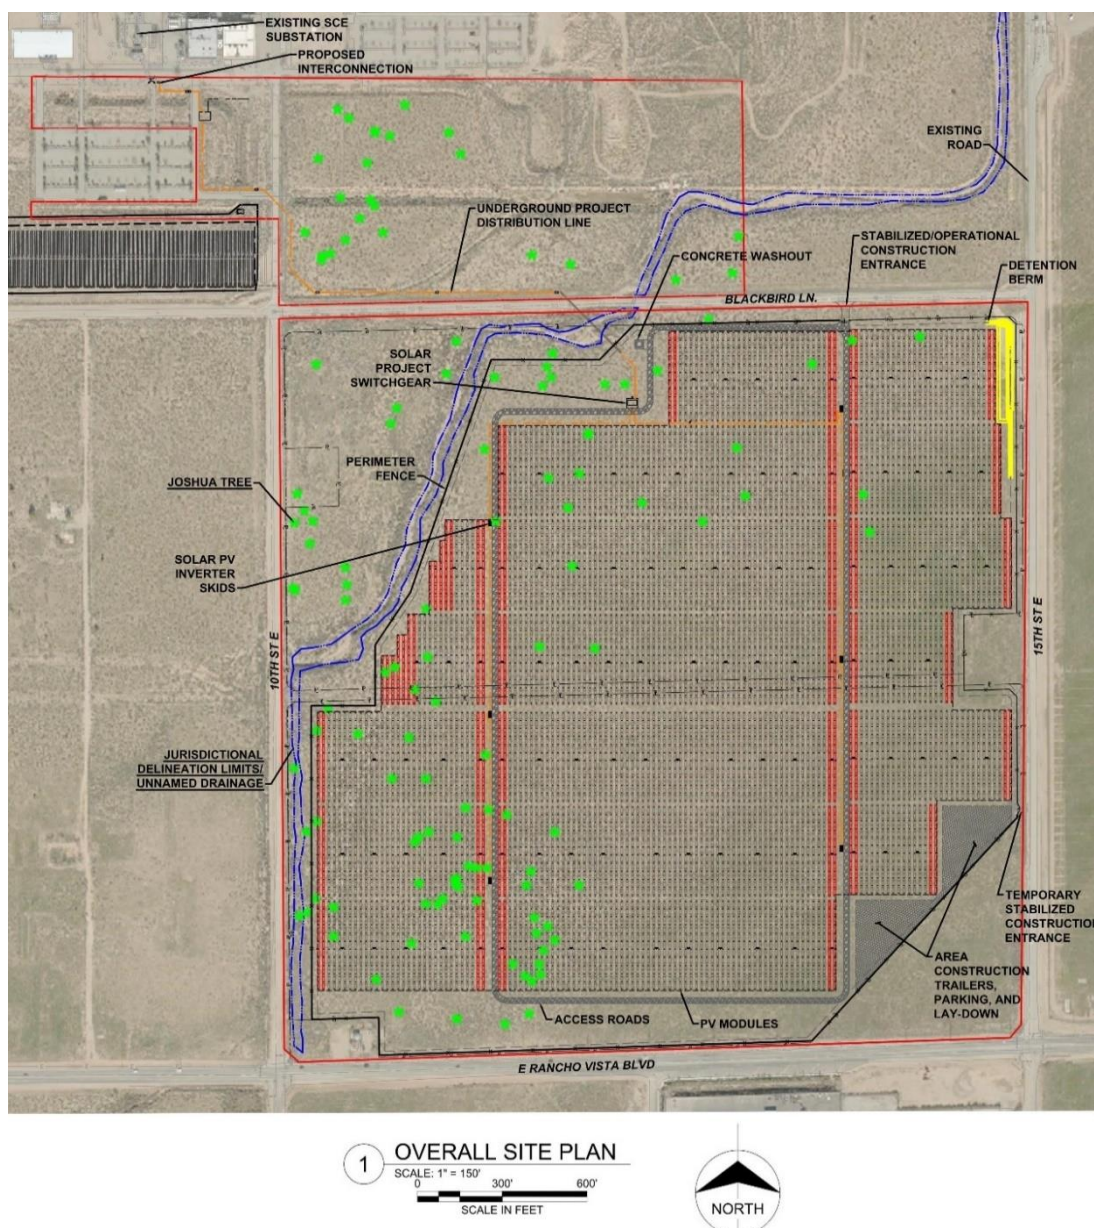 EXISTING SCE
SUBSTATION
PROPOSED
INTERCONNECTION
EXISTING
ROAD
UNDERGROUND PROJECT
DISTRIBUTION LINE
STABILIZED/OPERATIONAL
CONSTRUCTION
ENTRANCE
CONCRETE WASHOUT
DETENTION
BERM
BLACKBIRD LN.
SOLAR
PROJECT
SWITCHGEAR
PERIMETER
FENCE
JOSHUA TREE
SOLAR PV
INVERTER
SKIDS
10TH ST E
15TH ST E
JURISDICTIONAL
DELINEATION LIMITS/
UNNAMED DRAINAGE
TEMPORARY
STABILIZED
CONSTRUCTION
ENTRANCE
AREA
CONSTRUCTION
TRAILERS,
PARKING, AND
LAY-DOWN
ACCESS ROADS
PV MODULES
E RANCHO VISTA BLVD
1
OVERALL SITE PLAN
SCALE: 1" = 150'
0 300' 600'
SCALE IN FEET
NORTH